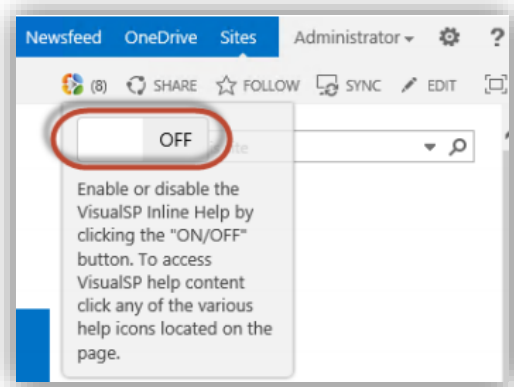 Newsfeed OneDrive Sites Administrator ?
(8) SHARE FOLLOW SYNC EDIT
OFF
Enable or disable the
VisualSP Inline Help by
clicking the "ON/OFF"
button. To access
VisualSP help content
click any of the various
help icons located on the
page.